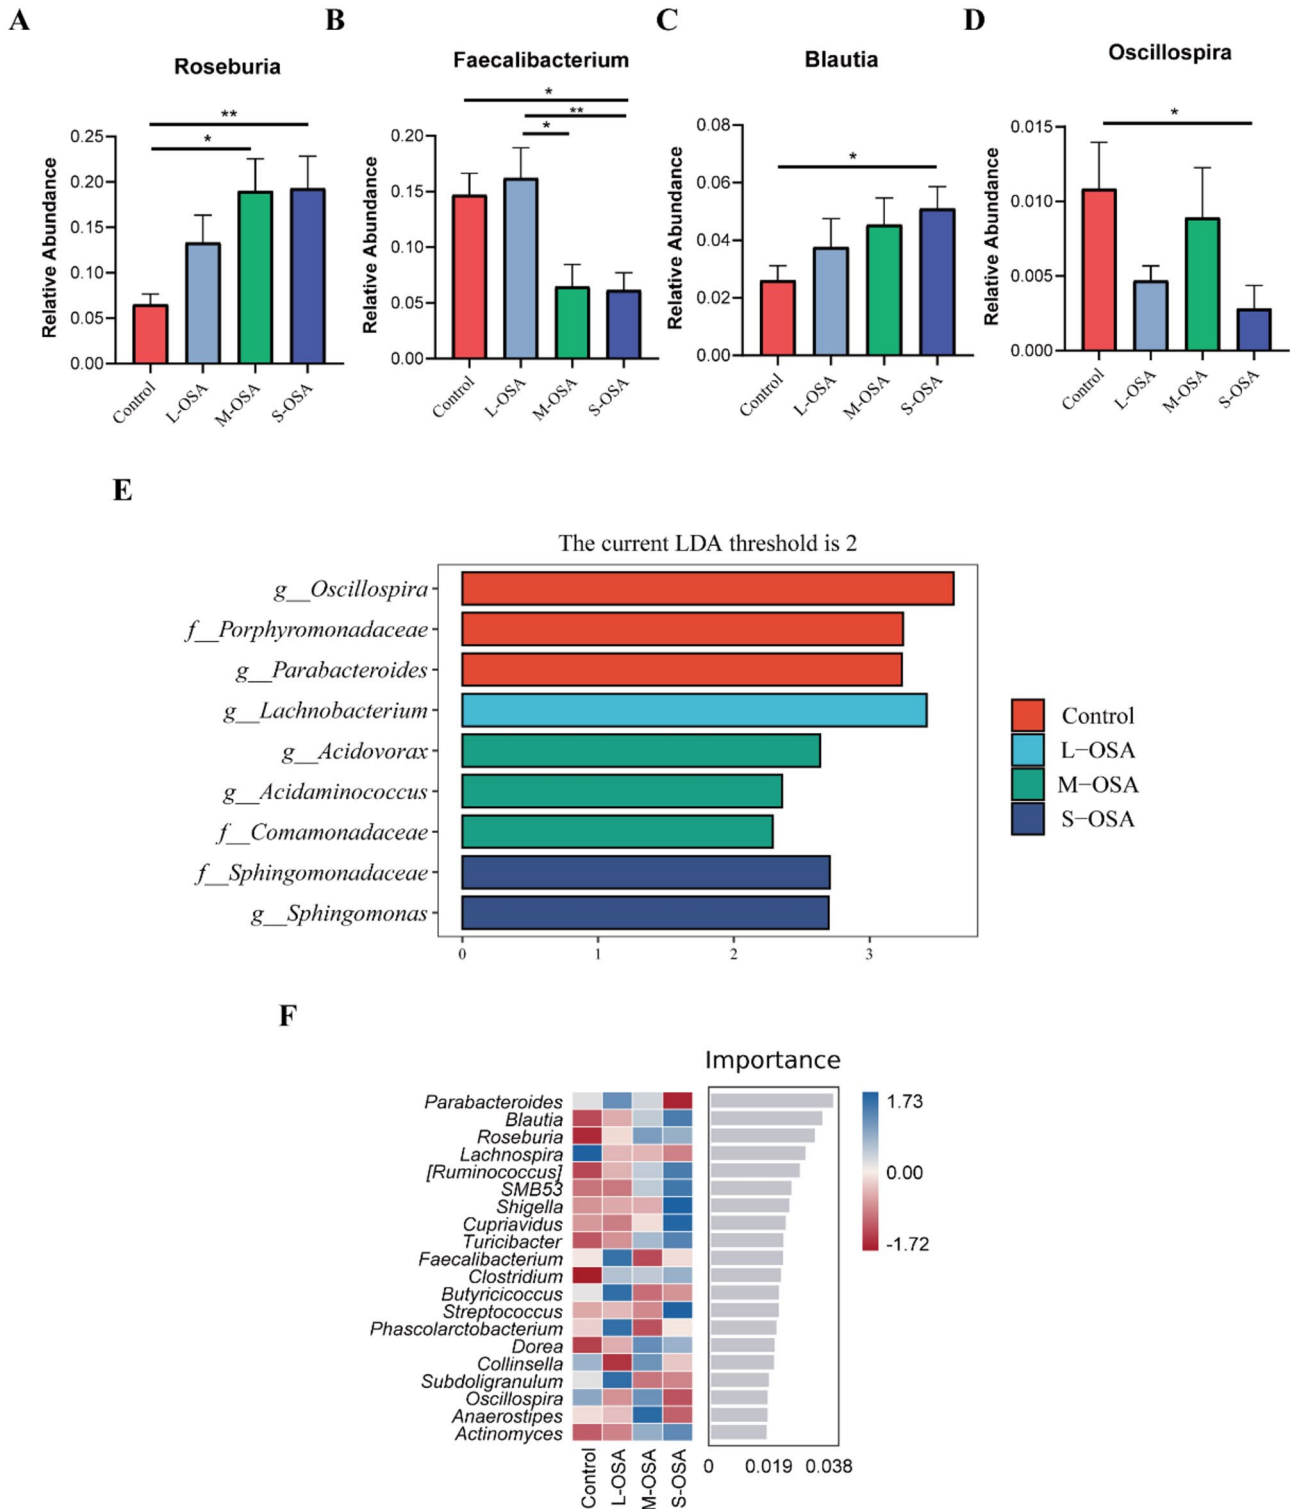 A
B
C
D
Roseburia
Faecalibacterium
Blautia
Oscillospira
**
*
Relative Abundance
0.25
0.20
0.15
0.10
0.05
0.00
Control
L-OSA
M-OSA
S-OSA
*
**
*
Relative Abundance
0.20
0.15
0.10
0.05
0.00
Control
L-OSA
M-OSA
S-OSA
*
Relative Abundance
0.08
0.06
0.04
0.02
0.00
Control
L-OSA
M-OSA
S-OSA
*
Relative Abundance
0.015
0.010
0.005
0.000
Control
L-OSA
M-OSA
S-OSA
E
The current LDA threshold is 2
g__Oscillospira
f__Porphyromonadaceae
g__Parabacteroides
g__Lachnobacterium
g__Acidovorax
g__Acidaminococcus
f__Comamonadaceae
f__Sphingomonadaceae
g__Sphingomonas
0 1 2 3
Control
L−OSA
M−OSA
S−OSA
F
Importance
Parabacteroides
Blautia
Roseburia
Lachnospira
[Ruminococcus]
SMB53
Shigella
Cupriavidus
Turicibacter
Faecalibacterium
Clostridium
Butyricicoccus
Streptococcus
Phascolarctobacterium
Dorea
Collinsella
Subdoligranulum
Oscillospira
Anaerostipes
Actinomyces
Control
L-OSA
M-OSA
S-OSA
0 0.019 0.038
1.73
0.00
-1.72